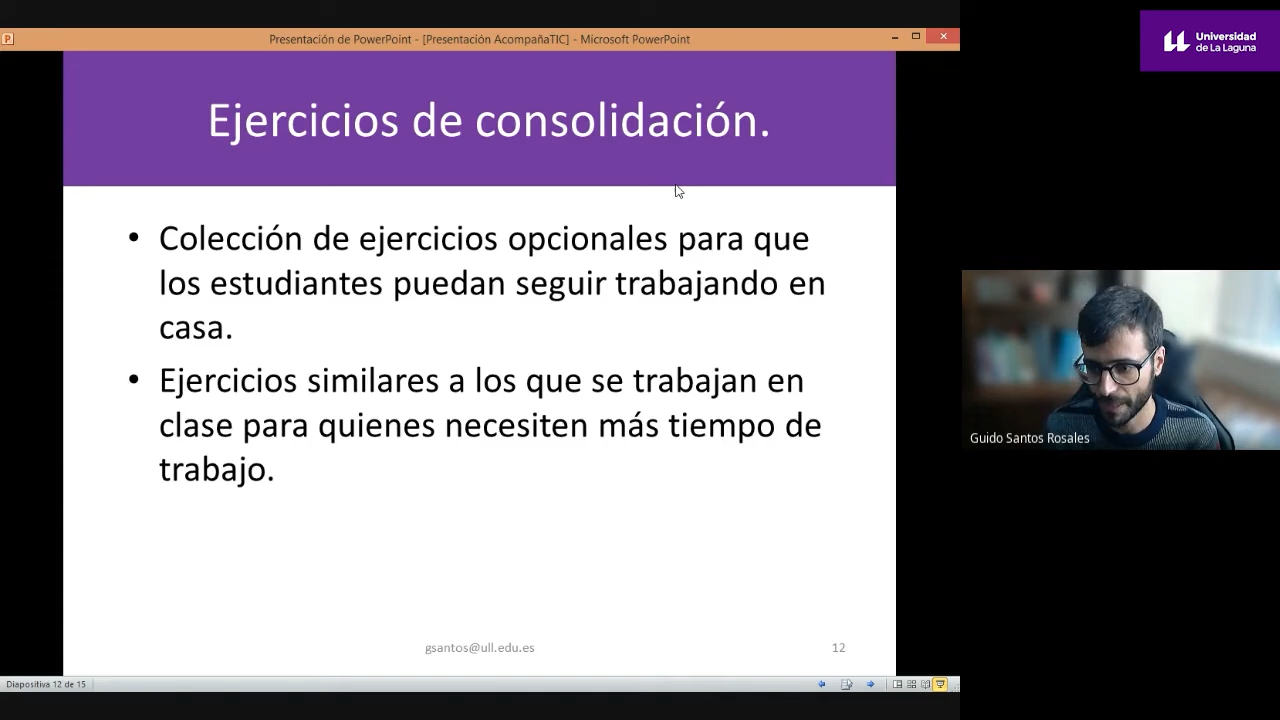 Presentación de PowerPoint - [Presentación AcompañaTIC] - Microsoft PowerPoint
Universidad
de La Laguna
Ejercicios de consolidación.
• Colección de ejercicios opcionales para que
los estudiantes puedan seguir trabajando en
casa.
• Ejercicios similares a los que se trabajan en
clase para quienes necesiten más tiempo de
trabajo.
Guido Santos Rosales
gsantos@ull.edu.es
12
Diapositiva 12 de 15